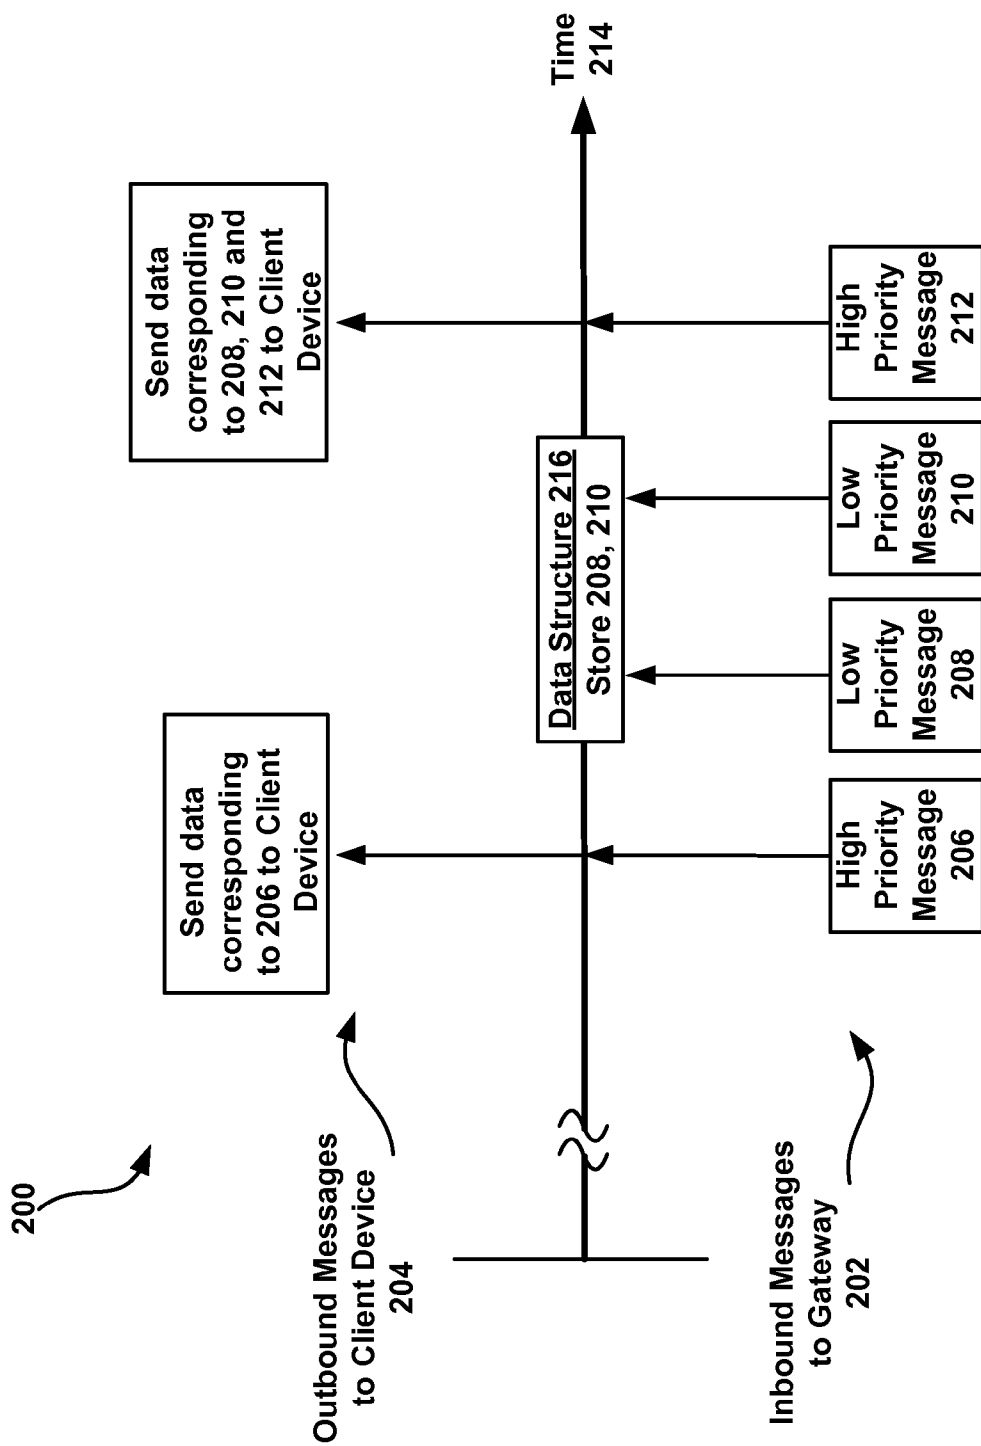 200
Outbound Messages
to Client Device
204
Send data
corresponding
to 206 to Client
Device
Send data
corresponding
to 208, 210 and
212 to Client
Device
Data Structure 216
Store 208, 210
Time
214
Inbound Messages
to Gateway
202
High
Priority
Message
206
Low
Priority
Message
208
Low
Priority
Message
210
High
Priority
Message
212